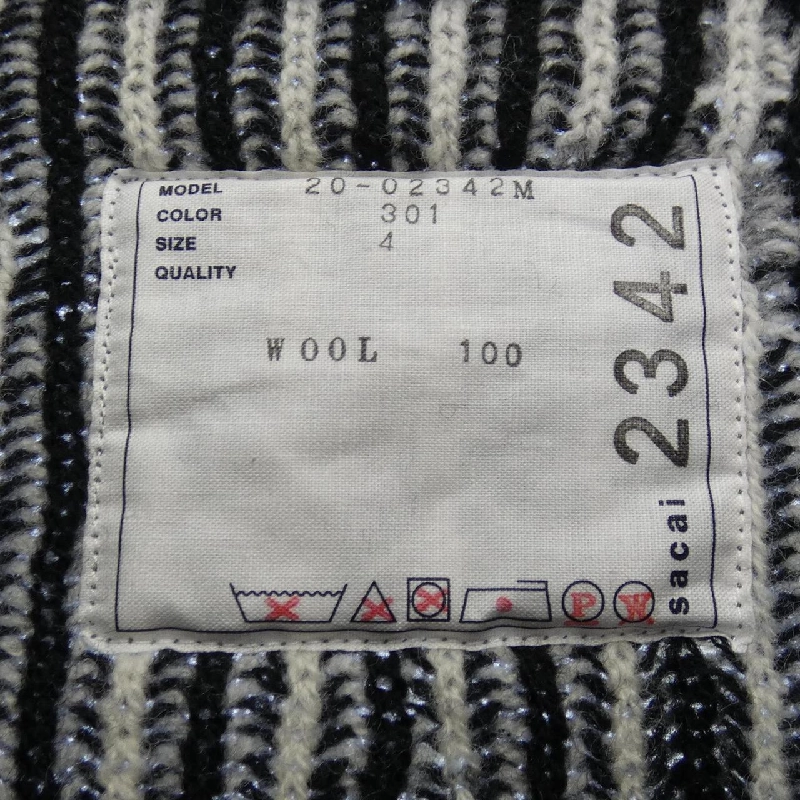 MODEL 20-02342M
COLOR 301
SIZE 4
QUALITY
WOOL 100
sacai 2342
P W